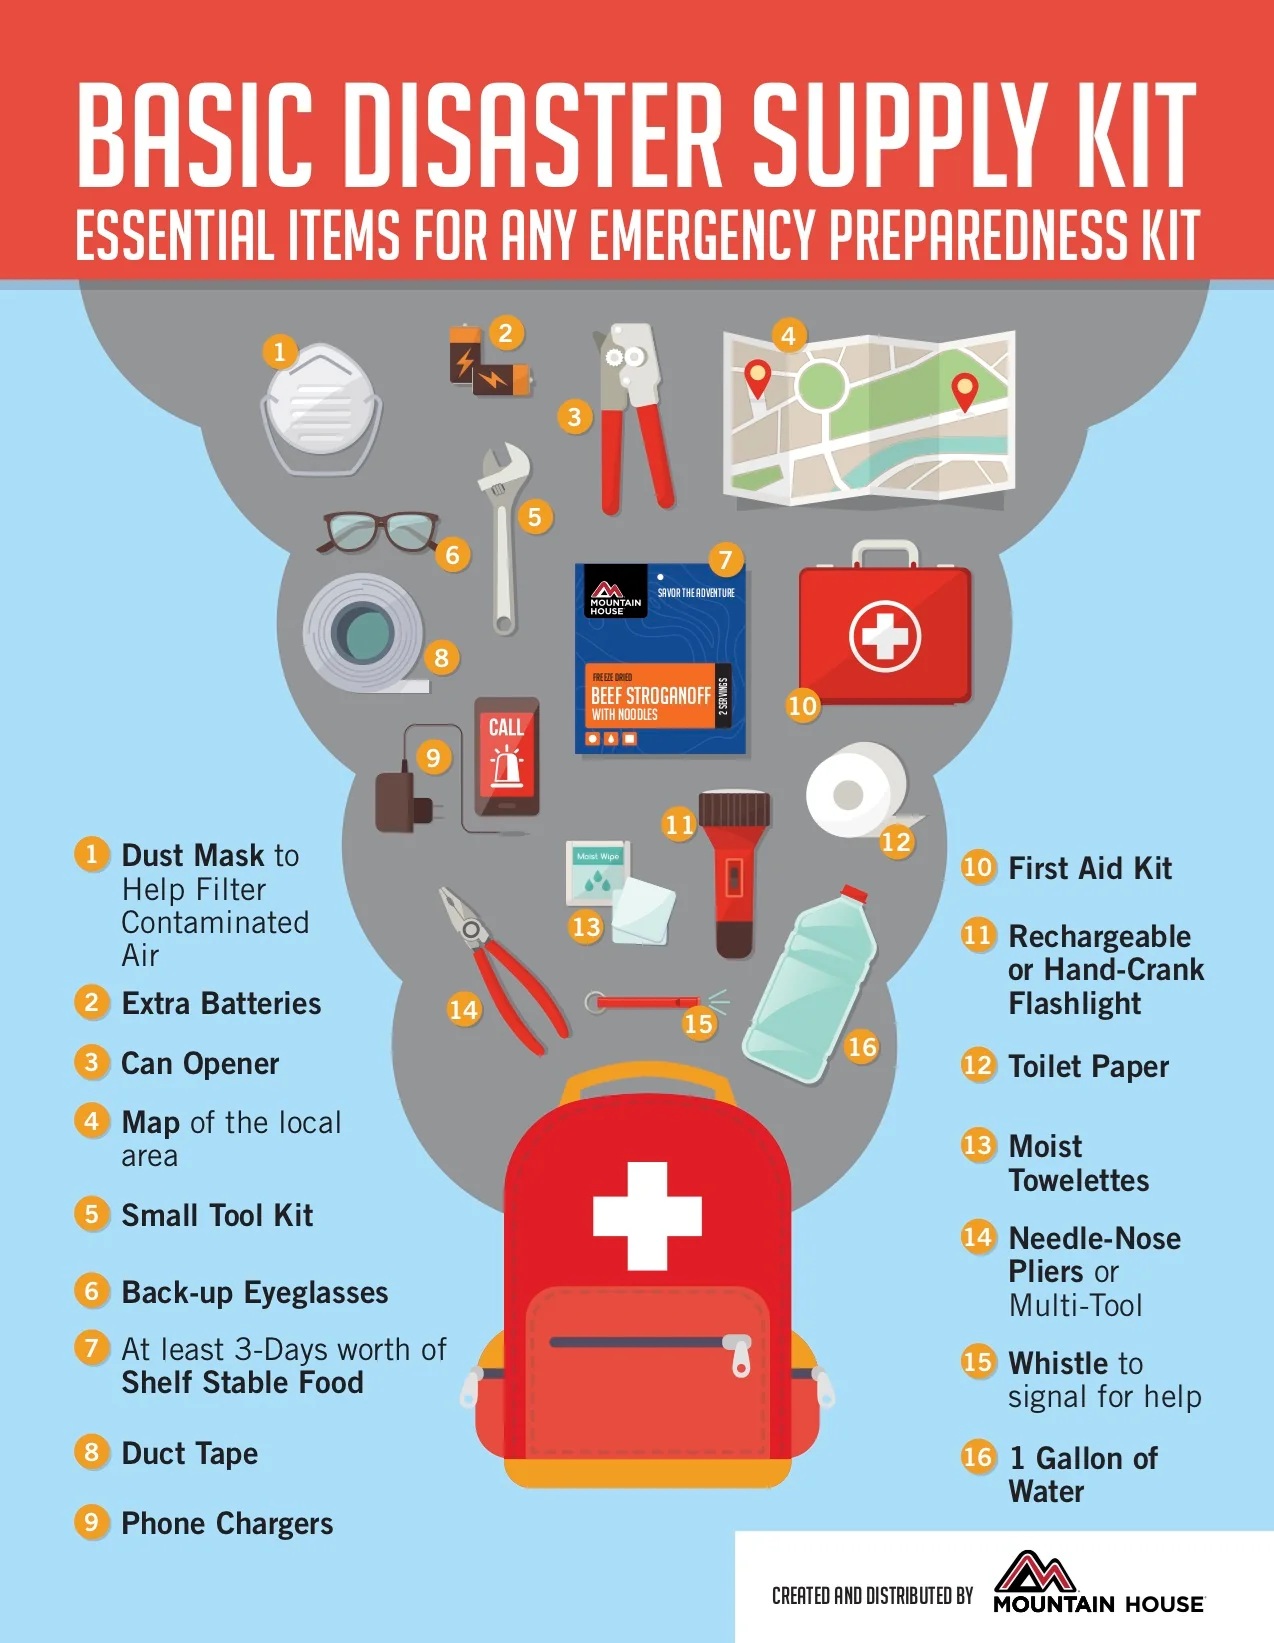 BASIC DISASTER SUPPLY KIT
ESSENTIAL ITEMS FOR ANY EMERGENCY PREPAREDNESS KIT
1
2
3
4
5
6
7
MOUNTAIN
HOUSE
SAVOR THE ADVENTURE
FREEZE DRIED
BEEF STROGANOFF
WITH NOODLES
2 SERVINGS
8
9
CALL
10
11
12
Moist Wipe
13
14
15
16
1 Dust Mask to
Help Filter
Contaminated
Air
2 Extra Batteries
3 Can Opener
4 Map of the local
area
5 Small Tool Kit
6 Back-up Eyeglasses
7 At least 3-Days worth of
Shelf Stable Food
8 Duct Tape
9 Phone Chargers
10 First Aid Kit
11 Rechargeable
or Hand-Crank
Flashlight
12 Toilet Paper
13 Moist
Towelettes
14 Needle-Nose
Pliers or
Multi-Tool
15 Whistle to
signal for help
16 1 Gallon of
Water
CREATED AND DISTRIBUTED BY
MOUNTAIN HOUSE